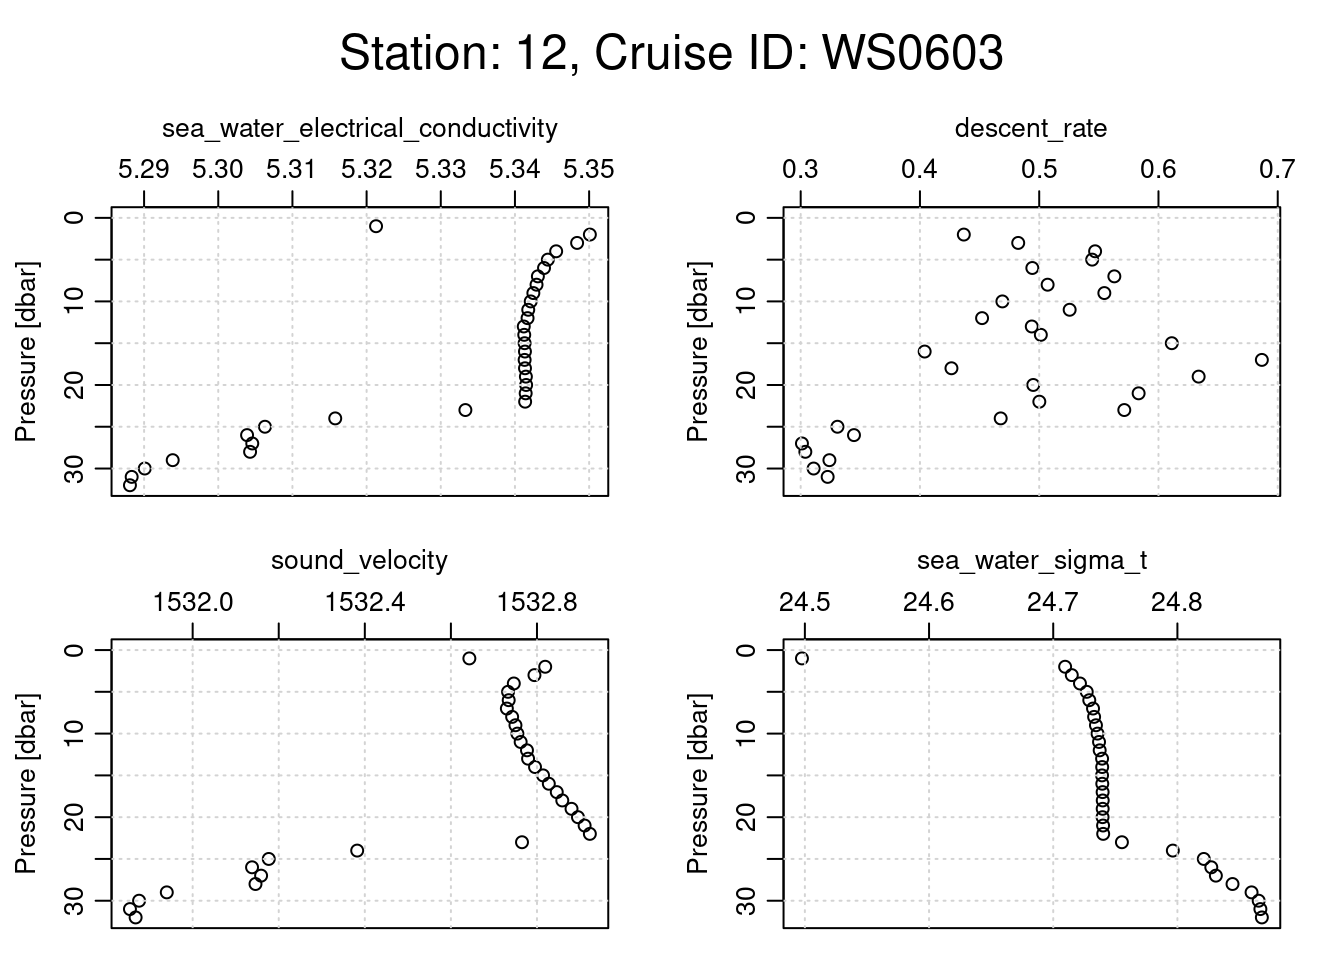 Station: 12, Cruise ID: WS0603
sea_water_electrical_conductivity
5.29 5.30 5.31 5.32 5.33 5.34 5.35
Pressure [dbar]
0
10
20
30
descent_rate
0.3 0.4 0.5 0.6 0.7
Pressure [dbar]
0
10
20
30
sound_velocity
1532.0 1532.4 1532.8
Pressure [dbar]
0
10
20
30
sea_water_sigma_t
24.5 24.6 24.7 24.8
Pressure [dbar]
0
10
20
30